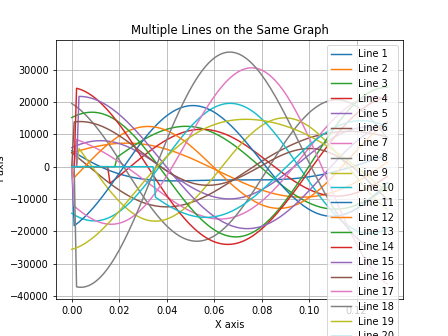 Multiple Lines on the Same Graph
30000
20000
10000
0
−10000
−20000
−30000
−40000
0.00
0.02
0.04
0.06
0.08
0.10
X axis
Line 1
Line 2
Line 3
Line 4
Line 5
Line 6
Line 7
Line 8
Line 9
Line 10
Line 11
Line 12
Line 13
Line 14
Line 15
Line 16
Line 17
Line 18
Line 19
Line 20